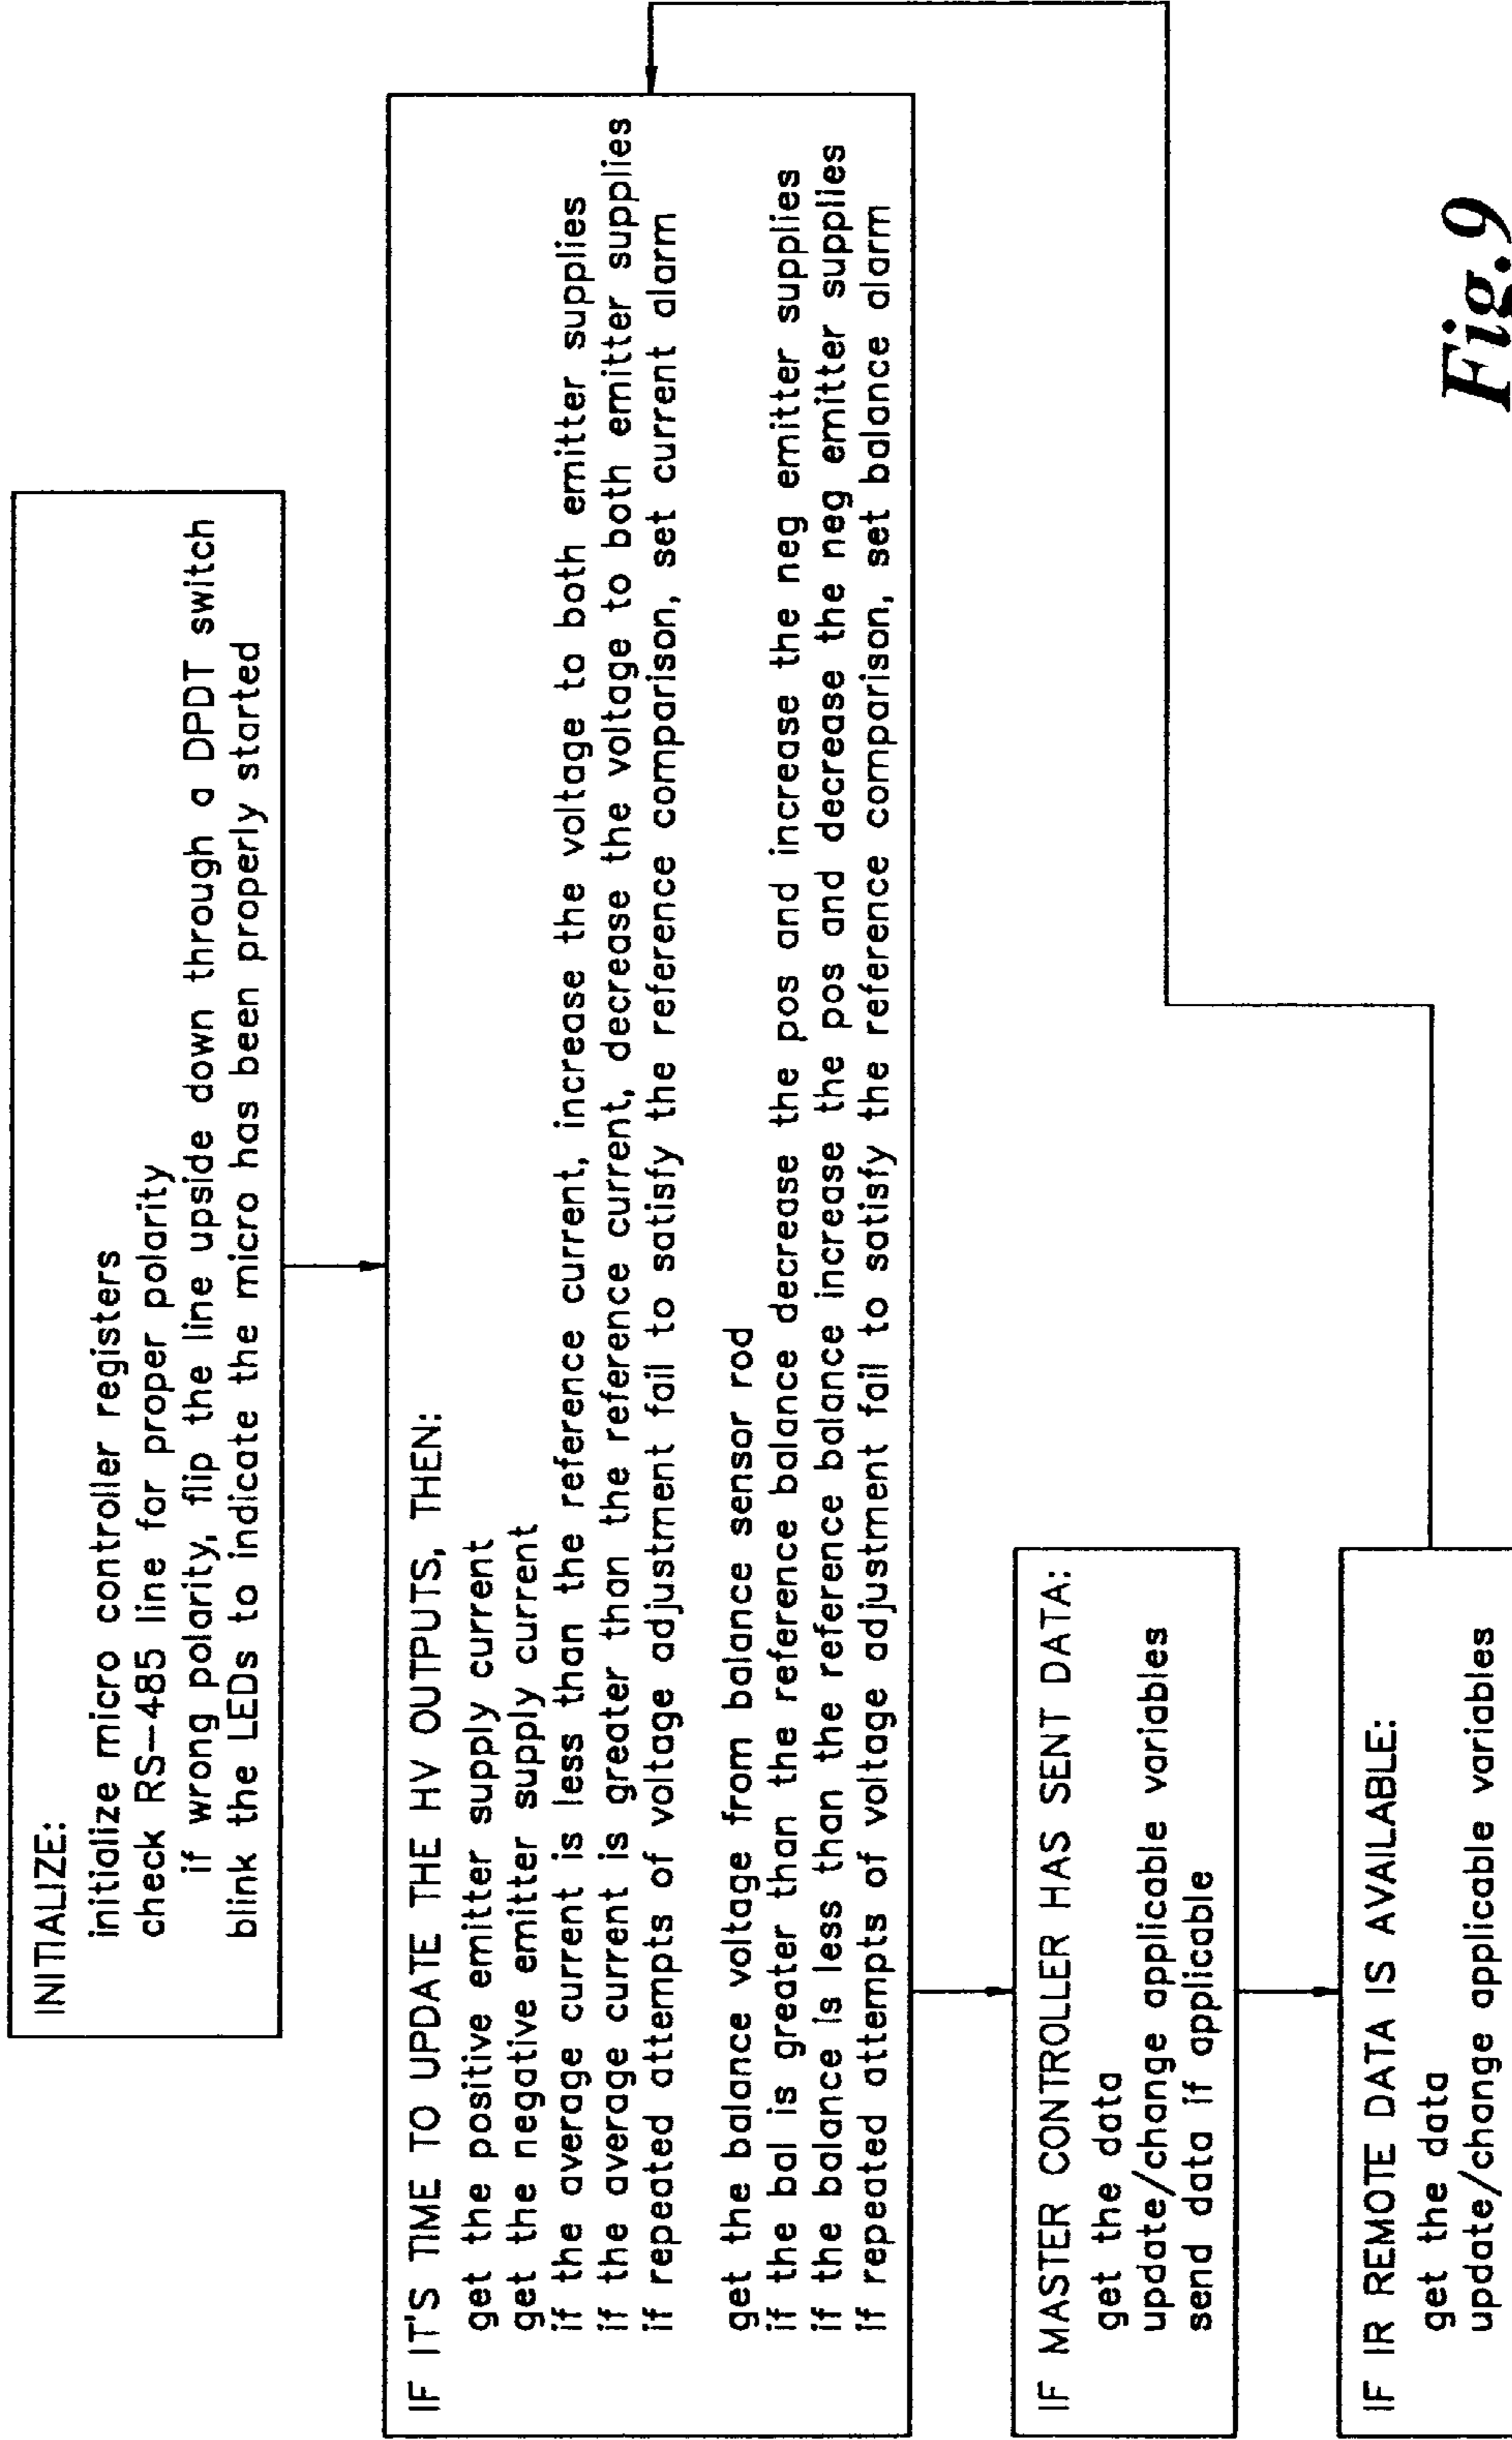 INITIALIZE:
initialize micro controller registers
check RS-485 line for proper polarity
if wrong polarity, flip the line upside down through a DPDT switch
blink the LEDs to indicate the micro has been properly started
IF IT'S TIME TO UPDATE THE HV OUTPUTS, THEN:
get the positive emitter supply current
get the negative emitter supply current
if the average current is less than the reference current, increase the voltage to both emitter supplies
if the average current is greater than the reference current, decrease the voltage to both emitter supplies
if repeated attempts of voltage adjustment fail to satisfy the reference comparison, set current alarm
get the balance voltage from balance sensor rod
if the bal is greater than the reference balance decrease the pos and increase the neg emitter supplies
if the balance is less than the reference balance increase the pos and decrease the neg emitter supplies
if repeated attempts of voltage adjustment fail to satisfy the reference comparison, set balance alarm
IF MASTER CONTROLLER HAS SENT DATA:
get the data
update/change applicable variables
send data if applicable
IF IR REMOTE DATA IS AVAILABLE:
get the data
update/change applicable variables
Fig.9